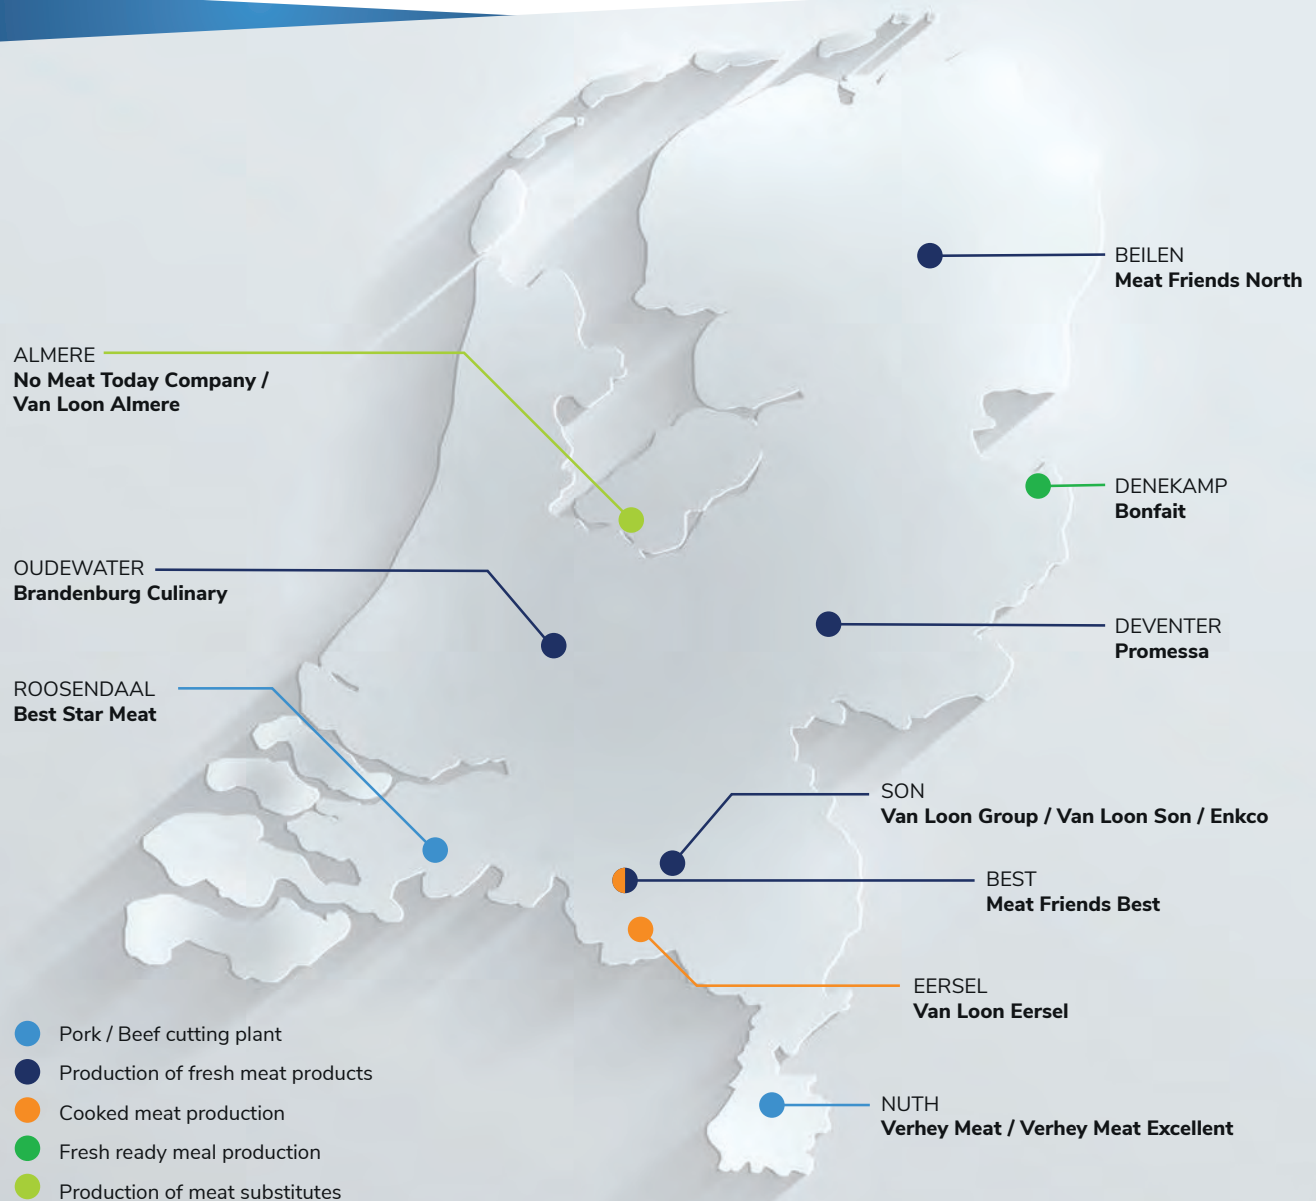 BEILEN
Meat Friends North
ALMERE
No Meat Today Company /
Van Loon Almere
DENEKAMP
Bonfait
OUDEWATER
Brandenburg Culinary
DEVENTER
Promessa
ROOSENDAAL
Best Star Meat
SON
Van Loon Group / Van Loon Son / Enkco
BEST
Meat Friends Best
EERSEL
Van Loon Eersel
NUTH
Verhey Meat / Verhey Meat Excellent
Pork / Beef cutting plant
Production of fresh meat products
Cooked meat production
Fresh ready meal production
Production of meat substitutes